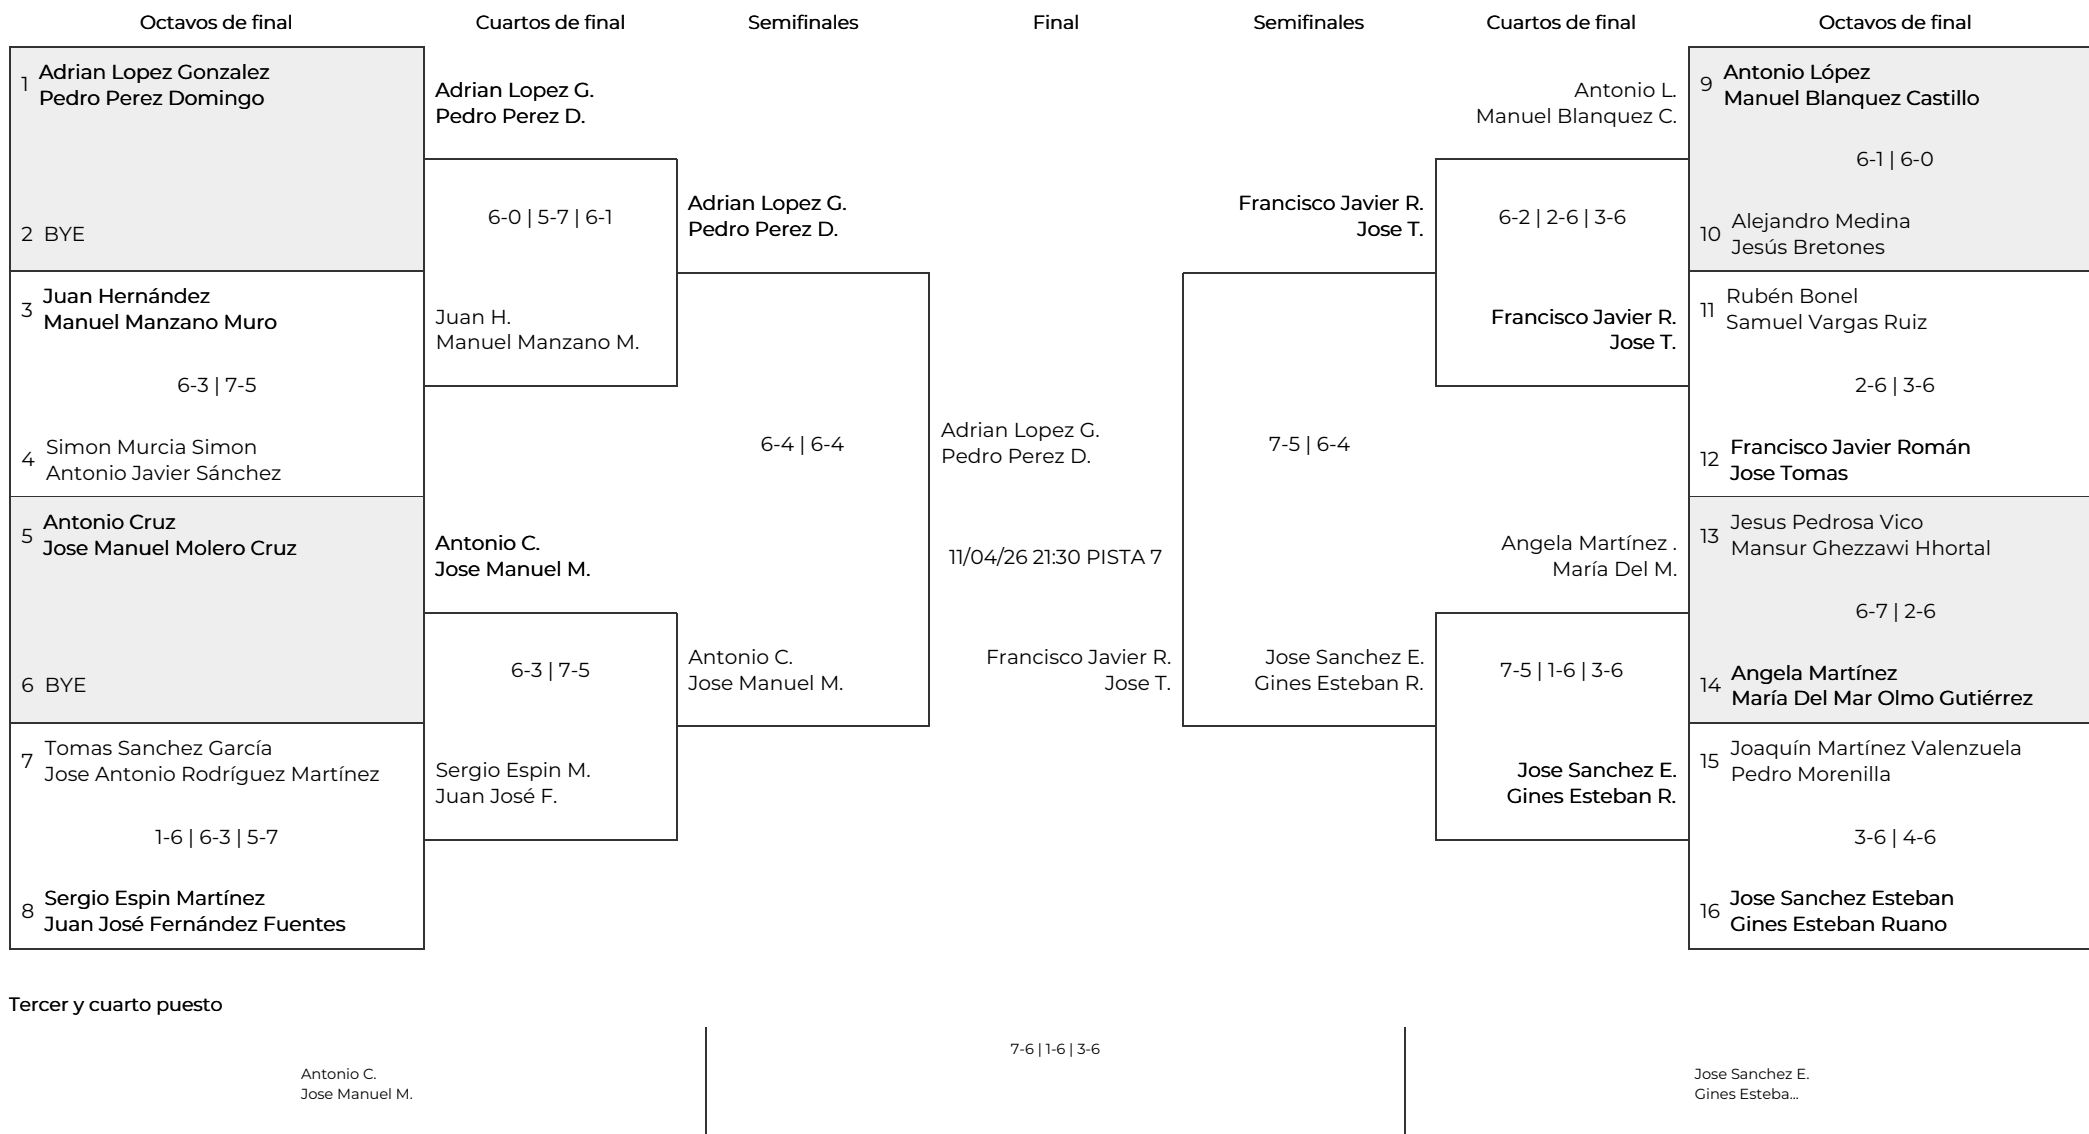 Octavos de final
Cuartos de final
Semifinales
Final
Semifinales
Cuartos de final
Octavos de final
1
Adrian Lopez Gonzalez
Pedro Perez Domingo
2 BYE
3
Juan Hernández
Manuel Manzano Muro
6-3 | 7-5
4
Simon Murcia Simon
Antonio Javier Sánchez
5
Antonio Cruz
Jose Manuel Molero Cruz
6 BYE
7
Tomas Sanchez García
Jose Antonio Rodríguez Martínez
1-6 | 6-3 | 5-7
8
Sergio Espin Martínez
Juan José Fernández Fuentes
Adrian Lopez G.
Pedro Perez D.
6-0 | 5-7 | 6-1
Juan H.
Manuel Manzano M.
Antonio C.
Jose Manuel M.
6-3 | 7-5
Sergio Espin M.
Juan José F.
Adrian Lopez G.
Pedro Perez D.
6-4 | 6-4
Antonio C.
Jose Manuel M.
Adrian Lopez G.
Pedro Perez D.
11/04/26 21:30 PISTA 7
Francisco Javier R.
Jose T.
Francisco Javier R.
Jose T.
7-5 | 6-4
Jose Sanchez E.
Gines Esteban R.
Antonio L.
Manuel Blanquez C.
6-2 | 2-6 | 3-6
Francisco Javier R.
Jose T.
Angela Martínez .
María Del M.
7-5 | 1-6 | 3-6
Jose Sanchez E.
Gines Esteban R.
9
Antonio López
Manuel Blanquez Castillo
6-1 | 6-0
10
Alejandro Medina
Jesús Bretones
11
Rubén Bonel
Samuel Vargas Ruiz
2-6 | 3-6
12
Francisco Javier Román
Jose Tomas
13
Jesus Pedrosa Vico
Mansur Ghezzawi Hhortal
6-7 | 2-6
14
Angela Martínez
María Del Mar Olmo Gutiérrez
15
Joaquín Martínez Valenzuela
Pedro Morenilla
3-6 | 4-6
16
Jose Sanchez Esteban
Gines Esteban Ruano
Tercer y cuarto puesto
Antonio C.
Jose Manuel M.
7-6 | 1-6 | 3-6
Jose Sanchez E.
Gines Esteba...